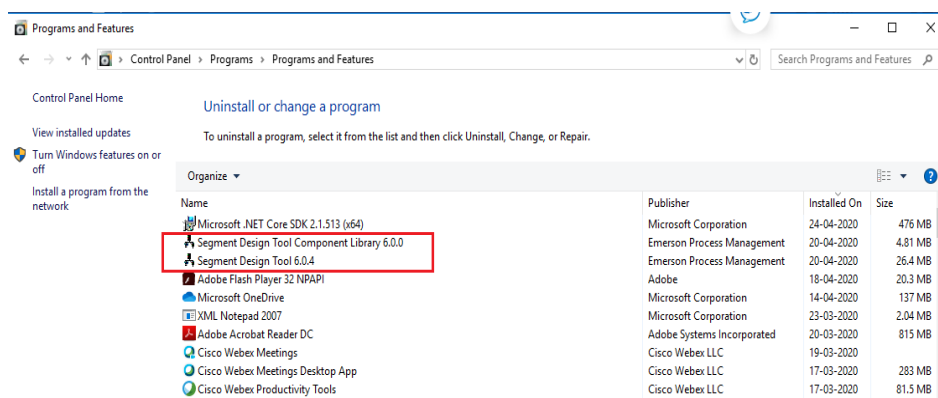 Programs and Features
Control Panel > Programs > Programs and Features
Search Programs and Features
Control Panel Home
View installed updates
Turn Windows features on or
off
Install a program from the
network
Uninstall or change a program
To uninstall a program, select it from the list and then click Uninstall, Change, or Repair.
Organize
Name Publisher Installed On Size
Microsoft .NET Core SDK 2.1.513 (x64) Microsoft Corporation 24-04-2020 476 MB
Segment Design Tool Component Library 6.0.0 Emerson Process Management 20-04-2020 4.81 MB
Segment Design Tool 6.0.4 Emerson Process Management 20-04-2020 26.4 MB
Adobe Flash Player 32 NPAPI Adobe 18-04-2020 20.3 MB
Microsoft OneDrive Microsoft Corporation 14-04-2020 137 MB
XML Notepad 2007 Microsoft Corporation 23-03-2020 2.04 MB
Adobe Acrobat Reader DC Adobe Systems Incorporated 20-03-2020 815 MB
Cisco Webex Meetings Cisco Webex LLC 19-03-2020
Cisco Webex Meetings Desktop App Cisco Webex LLC 17-03-2020 283 MB
Cisco Webex Productivity Tools Cisco Webex LLC 17-03-2020 81.5 MB